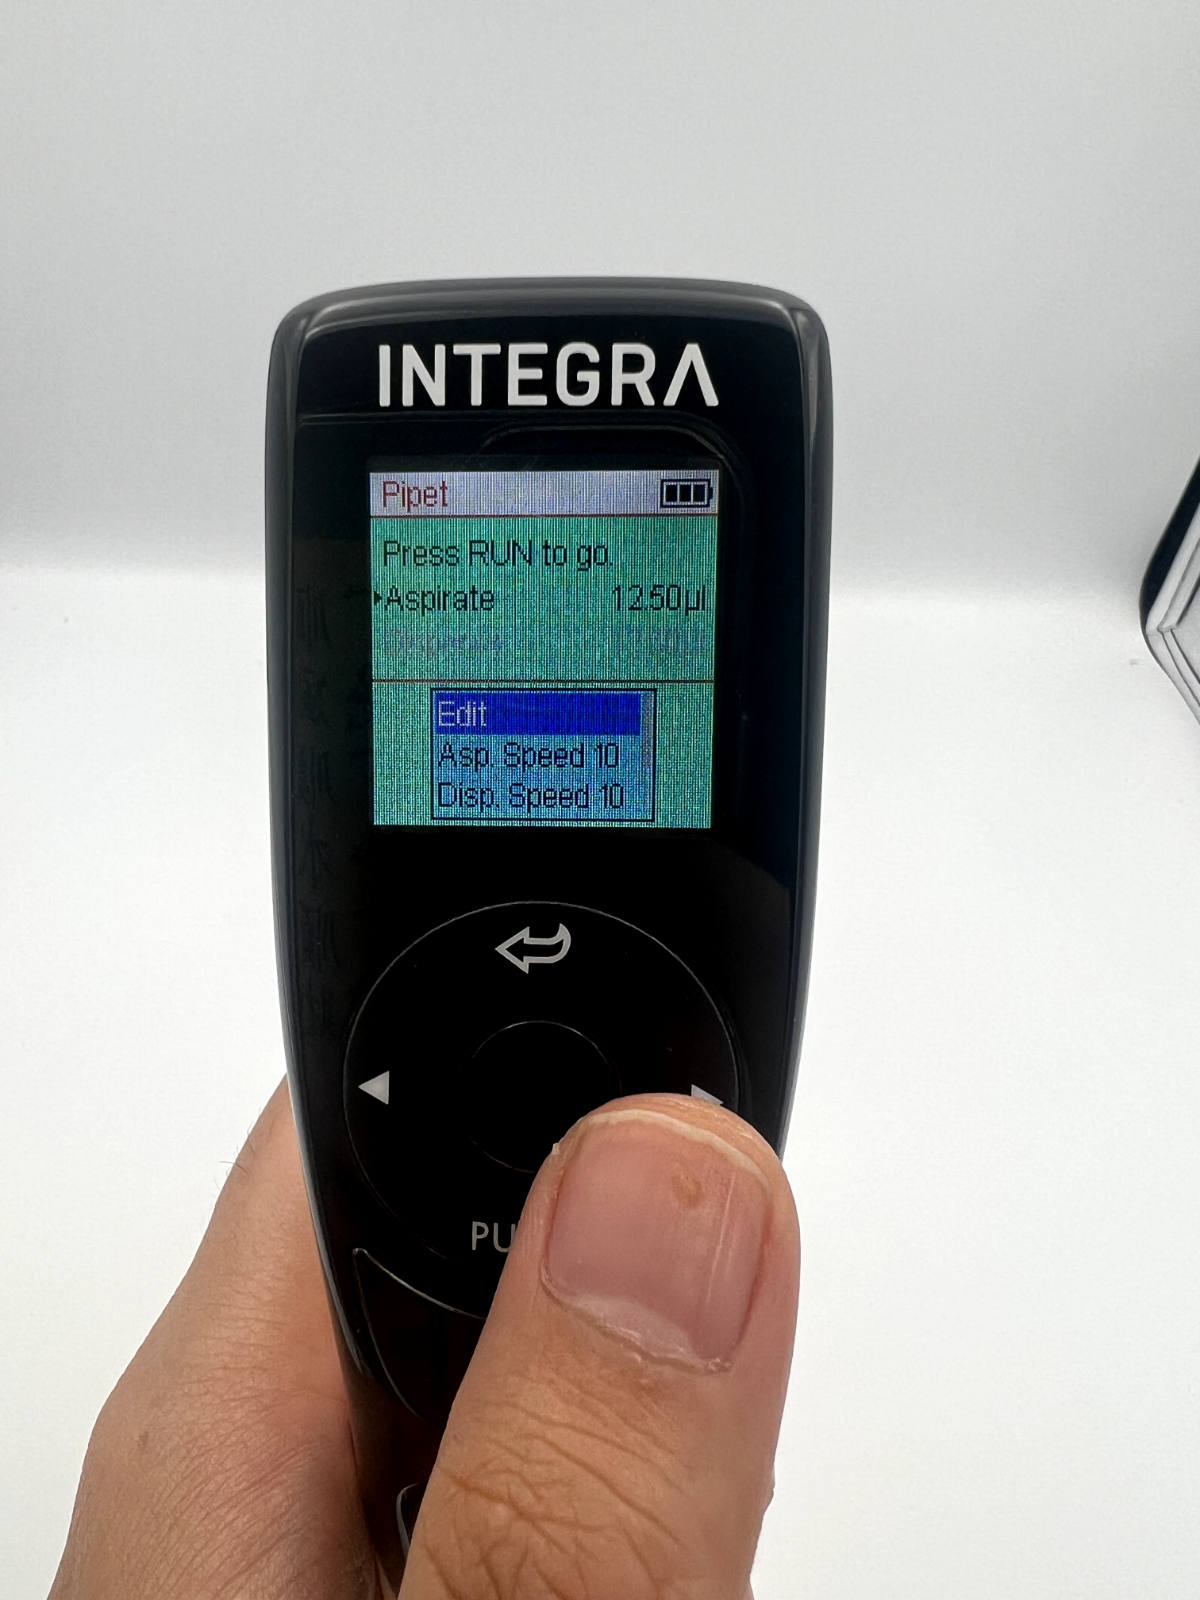 INTEGRA
Pipet
Press RUN to go.
Aspirate 12.50µl
Edit
Asp. Speed 10
Disp. Speed 10